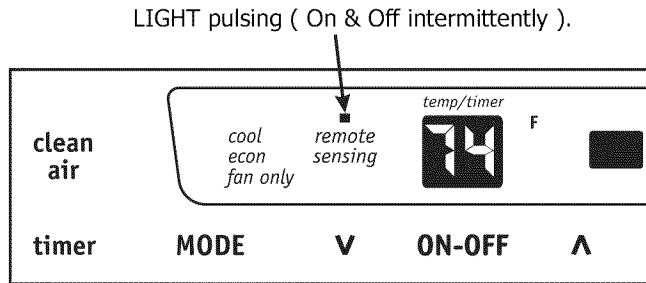 LIGHT pulsing ( On & Off intermittently ).
temp/timer
clean
air
cool
econ
fan only
remote
sensing
74
F
timer
MODE
V
ON-OFF
Λ